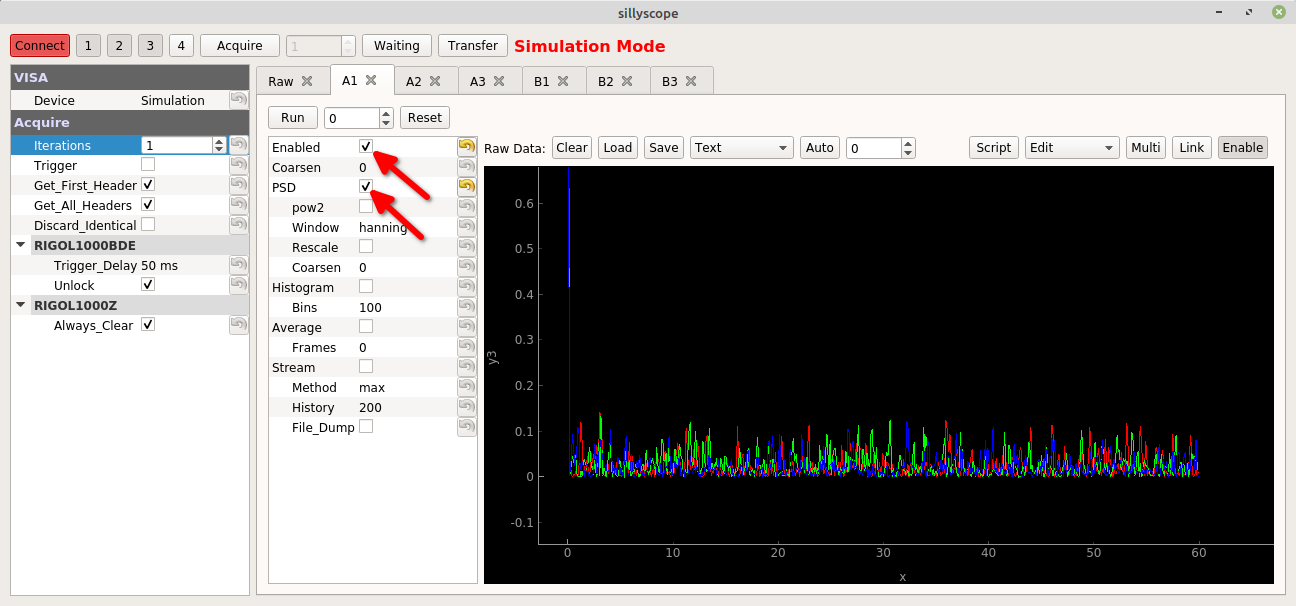 sillyscope
Connect 1 2 3 4 Acquire 1 Waiting Transfer Simulation Mode
VISA
Device Simulation
Acquire
Iterations 1
Trigger
Get_First_Header
Get_All_Headers
Discard_Identical
RIGOL1000BDE
Trigger_Delay 50 ms
Unlock
RIGOL1000Z
Always_Clear
Raw A1 A2 A3 B1 B2 B3
Run 0 Reset
Enabled
Coarsen 0
PSD
pow2
Window hanning
Rescale
Coarsen 0
Histogram
Bins 100
Average
Frames 0
Stream
Method max
History 200
File_Dump
Raw Data: Clear Load Save Text Auto 0 Script Edit Multi Link Enable
0.6
0.5
0.4
0.3
y3
0.2
0.1
0
-0.1
0 10 20 30 40 50 60
x